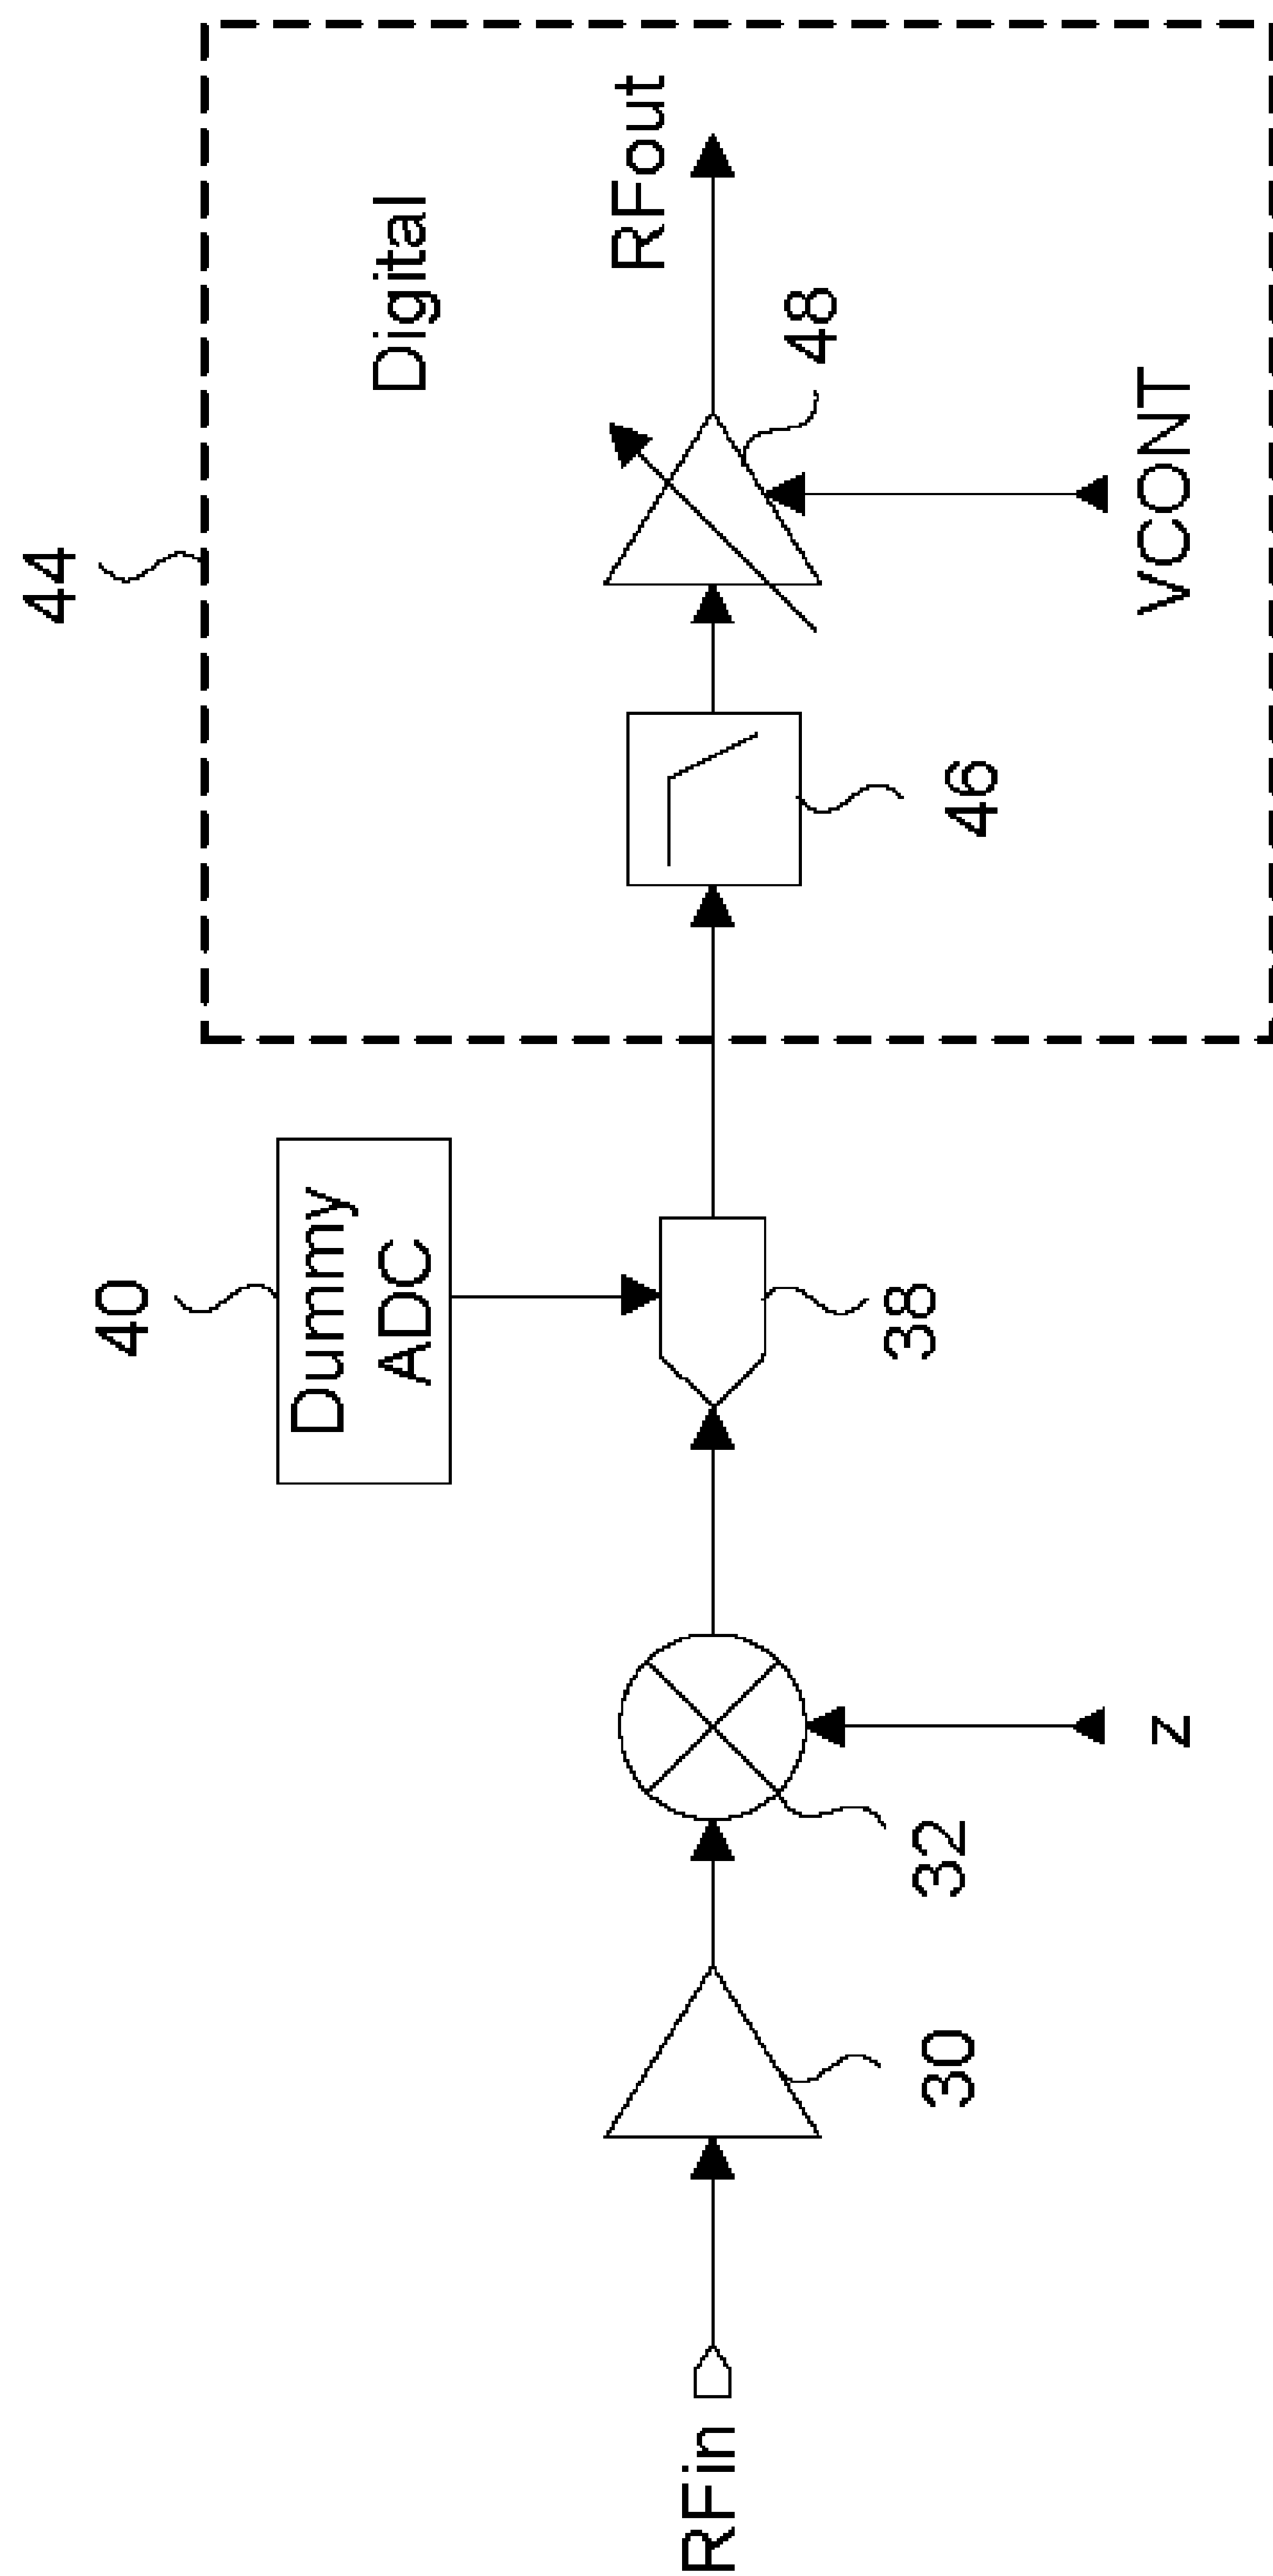 44
Digital
40
Dummy
ADC
RFin
RFout
30
32
38
46
48
z
VCONT